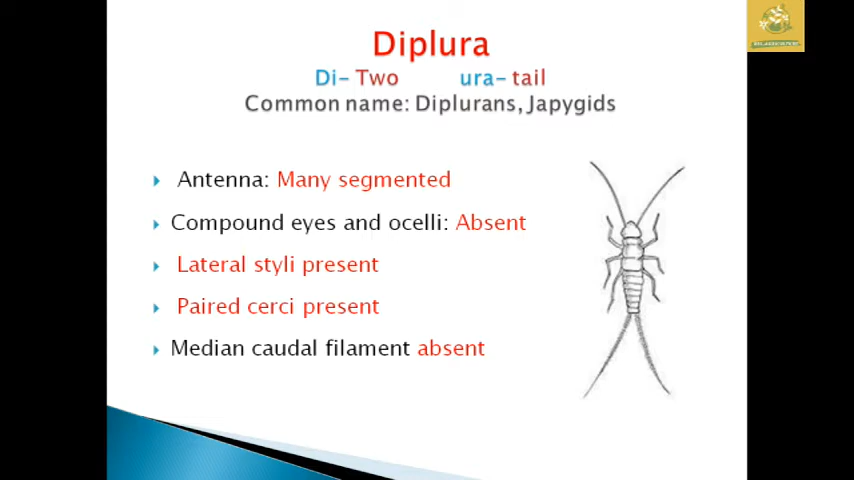 Diplura
Di- Two ura- tail
Common name: Diplurans, Japygids
Antenna: Many segmented
Compound eyes and ocelli: Absent
Lateral styli present
Paired cerci present
Median caudal filament absent